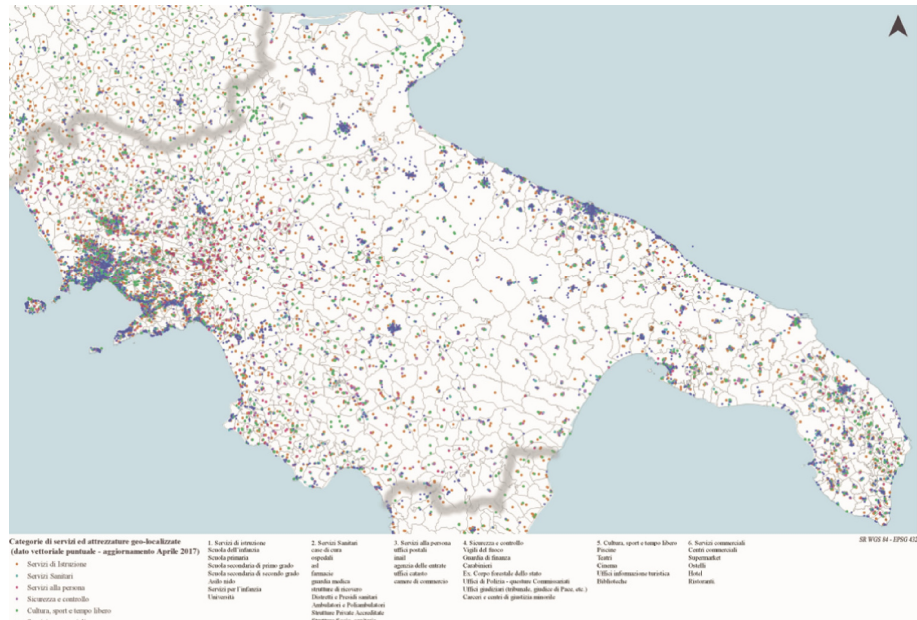 Categorie di servizi ed attrezzature geo-localizzate
(dato vettoriale puntuale - aggiornamento Aprile 2017)
Servizi di Istruzione
Servizi Sanitari
Servizi alla persona
Sicurezza e controllo
Cultura, sport e tempo libero
1. Servizi di istruzione
Scuola dell'infanzia
Scuola primaria
Scuola secondaria di primo grado
Scuola secondaria di secondo grado
Asilo nido
Servizi per l'infanzia
Università
2. Servizi Sanitari
case di cura
ospedali
asl
farmacie
guardia medica
strutture di ricovero
Distretti e Presidi sanitari
Ambulatori e Poliambulatori
Strutture Private Accreditate
3. Servizi alla persona
uffici postali
inail
agenzia delle entrate
uffici catasto
camere di commercio
4. Sicurezza e controllo
Vigili del fuoco
Guardia di finanza
Carabinieri
Ex. Corpo forestale dello stato
Uffici di Polizia - questure Commissariati
Uffici giudiziari (tribunale, giudice di Pace, etc.)
Carceri e centri di giustizia minorile
5. Cultura, sport e tempo libero
Piscine
Teatri
Cinema
Uffici informazione turistica
Biblioteche
6. Servizi commerciali
Centri commerciali
Supermarket
Ostelli
Hotel
Ristoranti
SR WGS 84 - EPSG 432